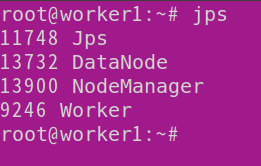 root@worker1:~# jps
11748 Jps
13732 DataNode
13900 NodeManager
9246 Worker
root@worker1:~#